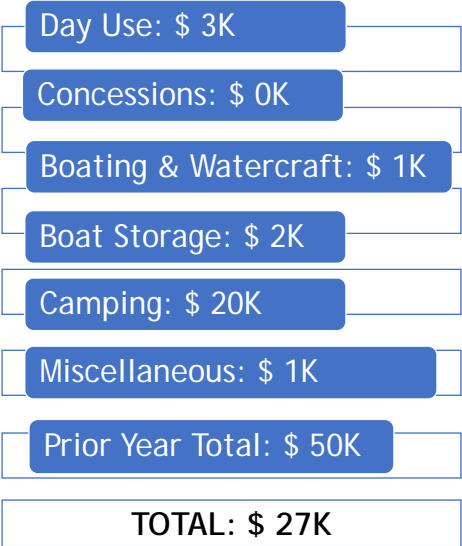 Day Use: $ 3K
Concessions: $ 0K
Boating & Watercraft: $ 1K
Boat Storage: $ 2K
Camping: $ 20K
Miscellaneous: $ 1K
Prior Year Total: $ 50K
TOTAL: $ 27K